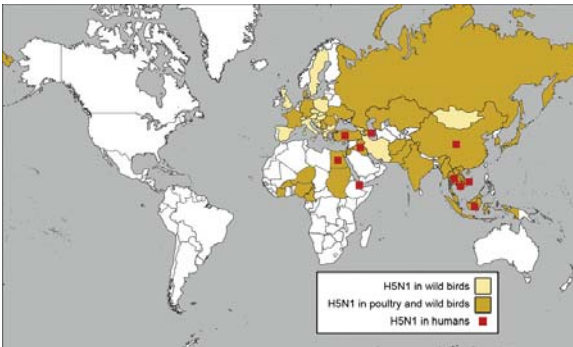 H5N1 in wild birds
H5N1 in poultry and wild birds
H5N1 in humans